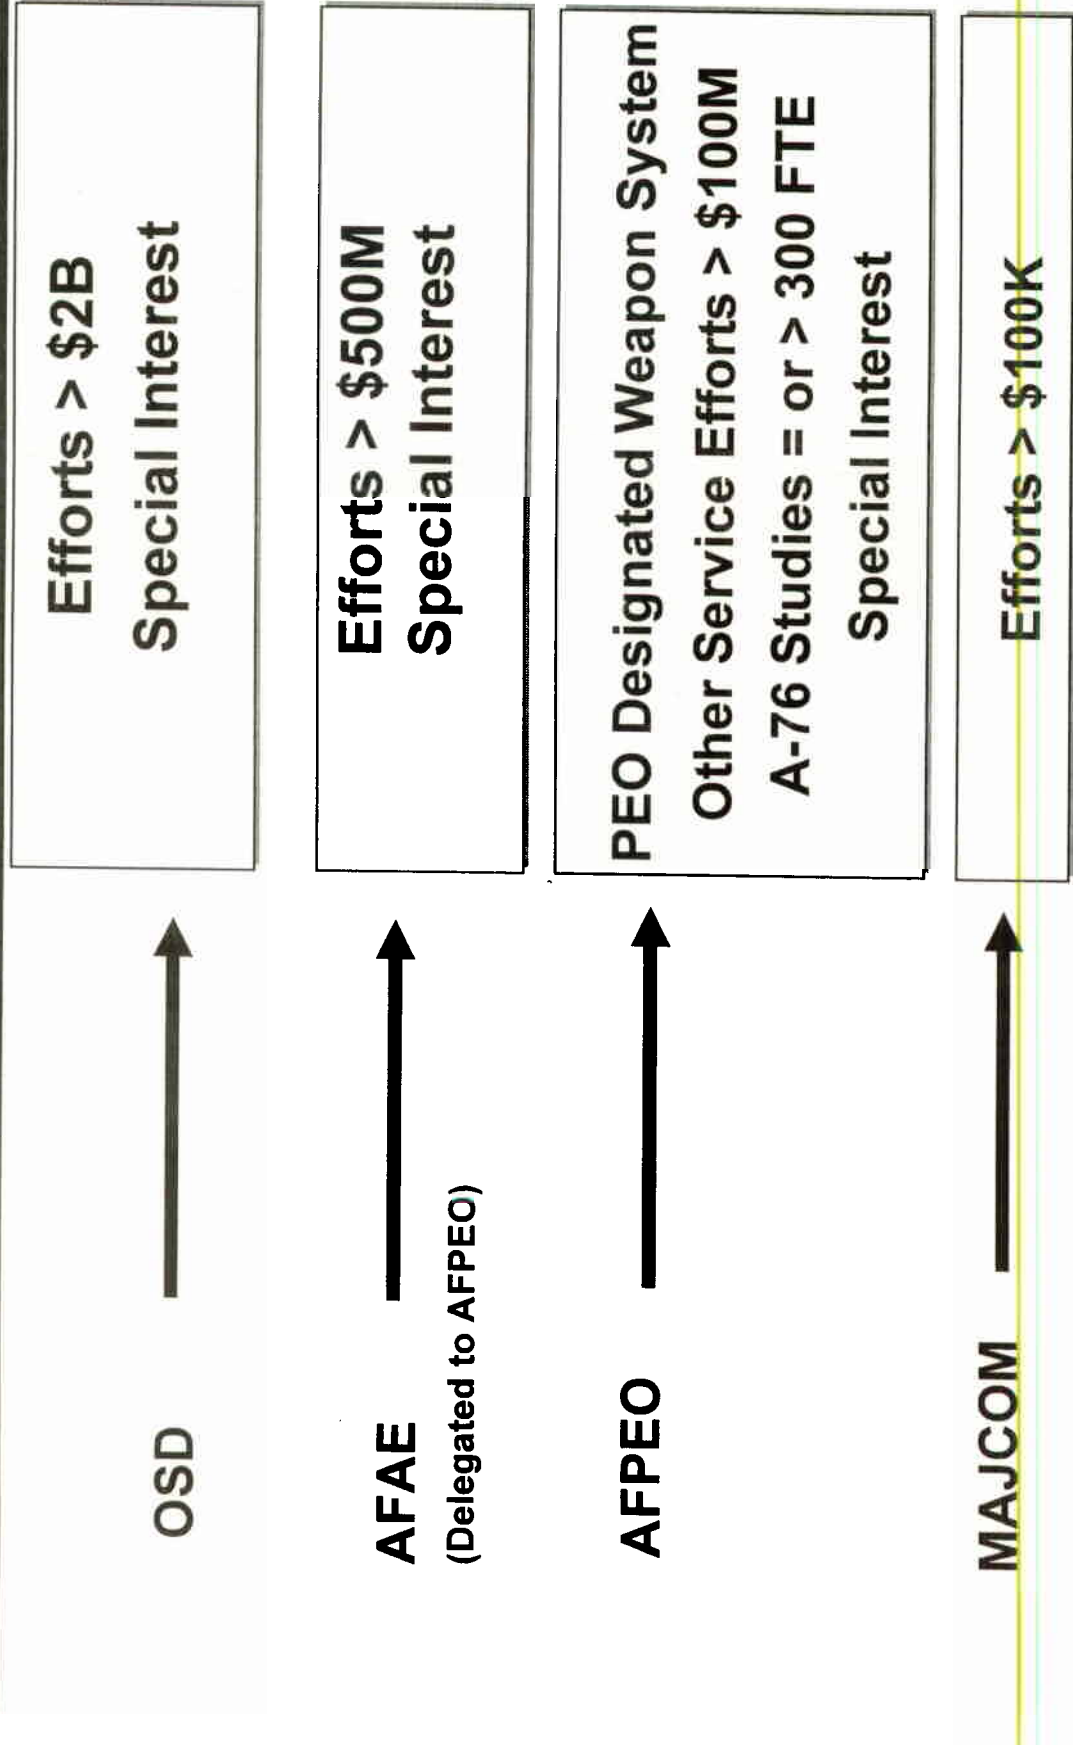 OSD
Efforts > $2B
Special Interest
AFAE
(Delegated to AFPEO)
Efforts > $500M
Special Interest
AFPEO
PEO Designated Weapon System
Other Service Efforts > $100M
A-76 Studies = or > 300 FTE
Special Interest
MAJCOM
Efforts > $100K